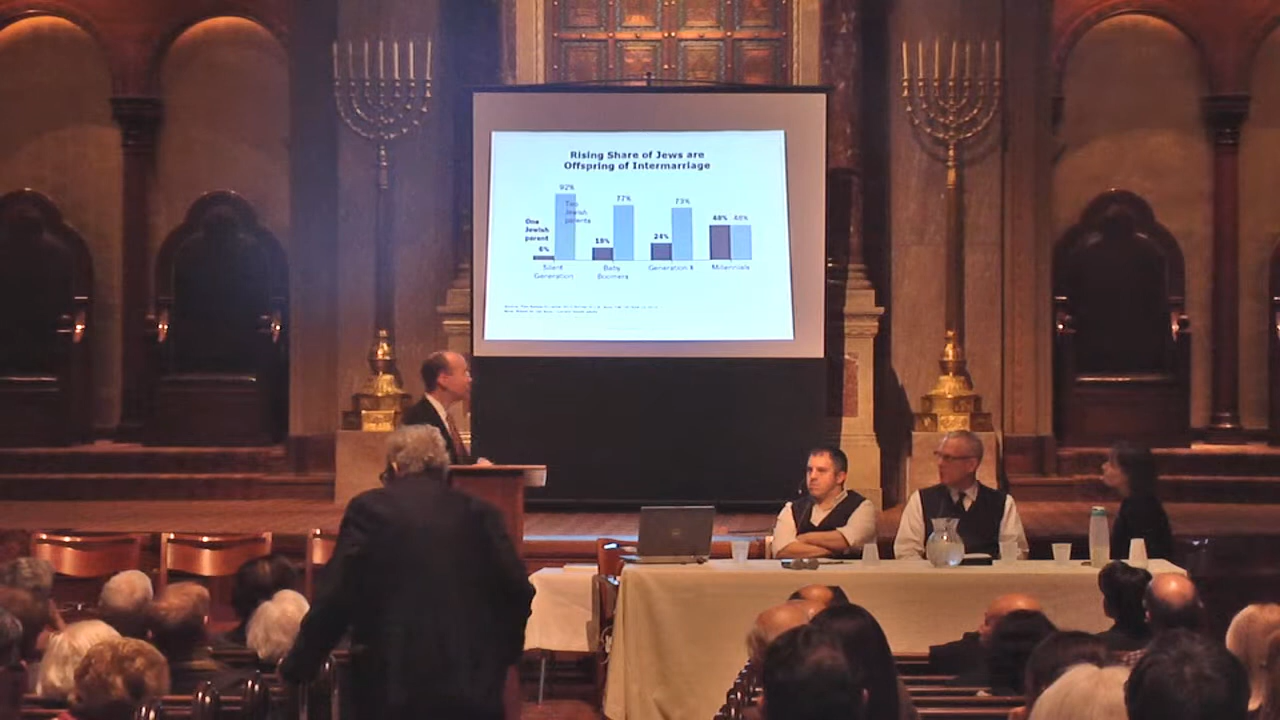 Rising Share of Jews are
Offspring of Intermarriage
92%
Two
Jewish
parents
One
Jewish
parent
6%
77%
18%
73%
24%
48% 48%
Silent
Generation
Baby
Boomers
Generation X
Millennials